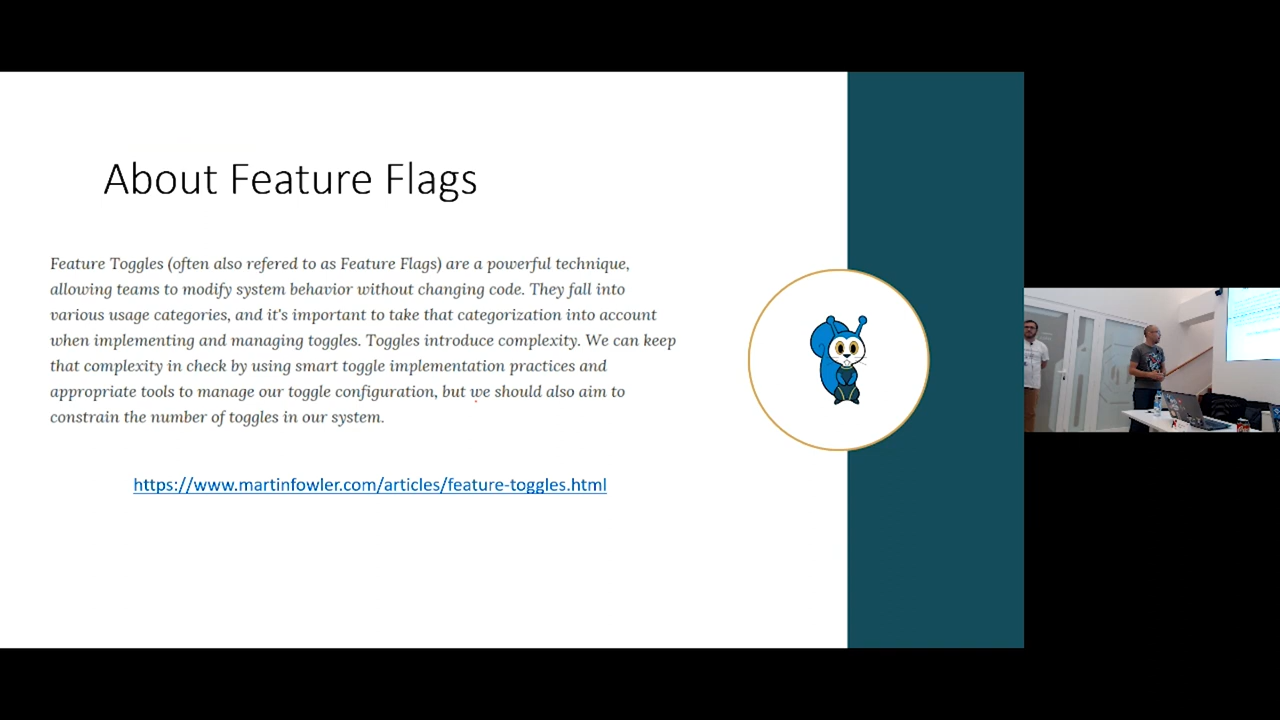 About Feature Flags
Feature Toggles (often also refered to as Feature Flags) are a powerful technique,
allowing teams to modify system behavior without changing code. They fall into
various usage categories, and it's important to take that categorization into account
when implementing and managing toggles. Toggles introduce complexity. We can keep
that complexity in check by using smart toggle implementation practices and
appropriate tools to manage our toggle configuration, but we should also aim to
constrain the number of toggles in our system.
https://www.martinfowler.com/articles/feature-toggles.html